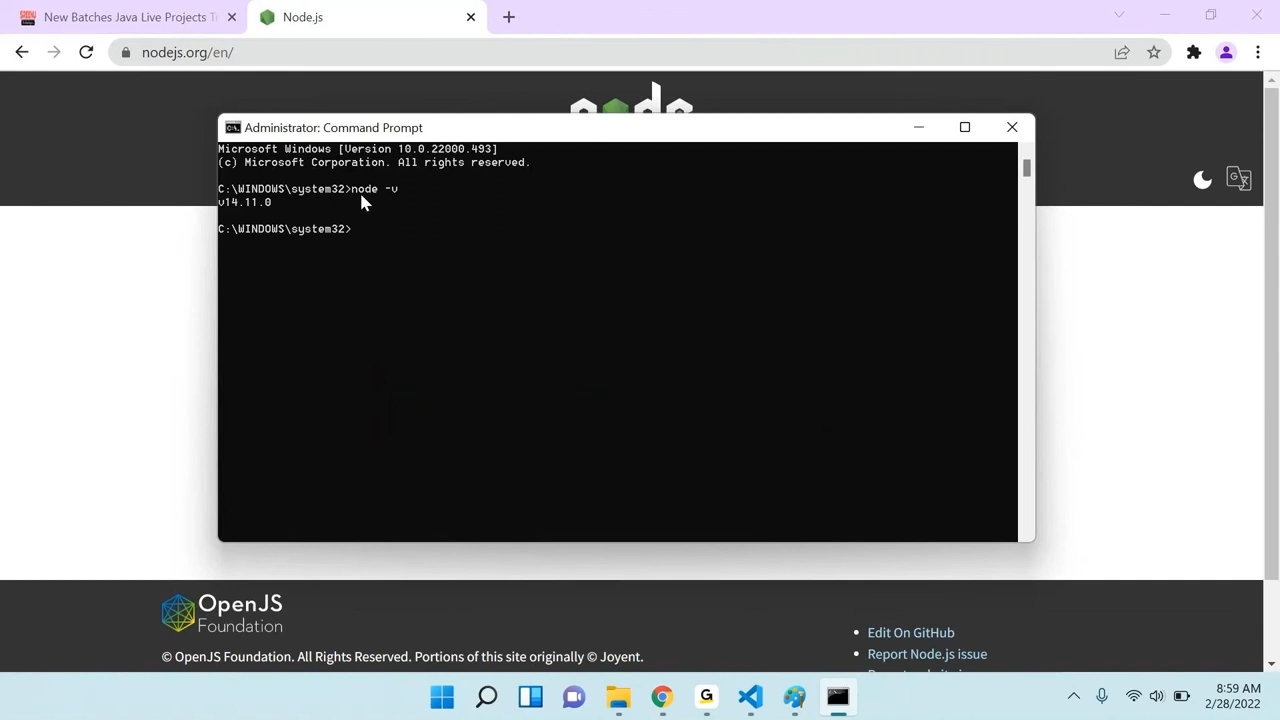 New Batches Java Live Projects T
Node.js
nodejs.org/en/
Administrator: Command Prompt
Microsoft Windows [Version 10.0.22000.493]
(c) Microsoft Corporation. All rights reserved.
C:\WINDOWS\system32>node -v
v14.11.0
C:\WINDOWS\system32>
OpenJS
Foundation
© OpenJS Foundation. All Rights Reserved. Portions of this site originally © Joyent.
Edit On GitHub
Report Node.js issue
8:59 AM
2/28/2022